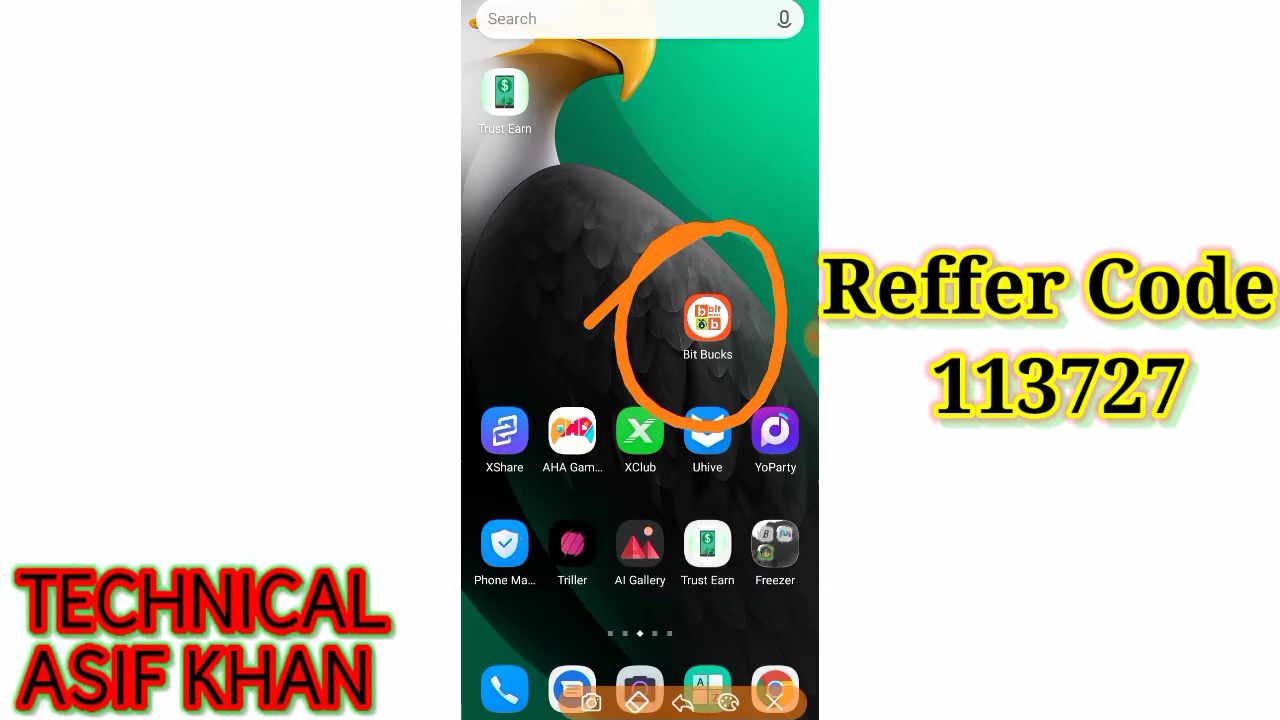 Search
Trust Earn
Bit Bucks
XShare
AHA Gam...
XClub
Uhive
YoParty
Phone Ma...
Triller
AI Gallery
Trust Earn
Freezer
Reffer Code
113727
TECHNICAL
ASIF KHAN